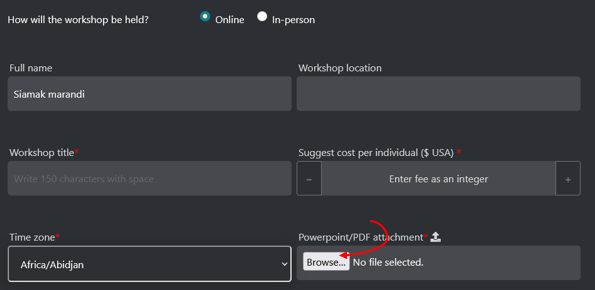 How will the workshop be held? Online In-person
Full name Workshop location
Siamak marandi
Workshop title* Suggest cost per individual ($ USA) *
Write 150 characters with space − Enter fee as an integer +
Time zone* Powerpoint/PDF attachment*
Africa/Abidjan Browse... No file selected.